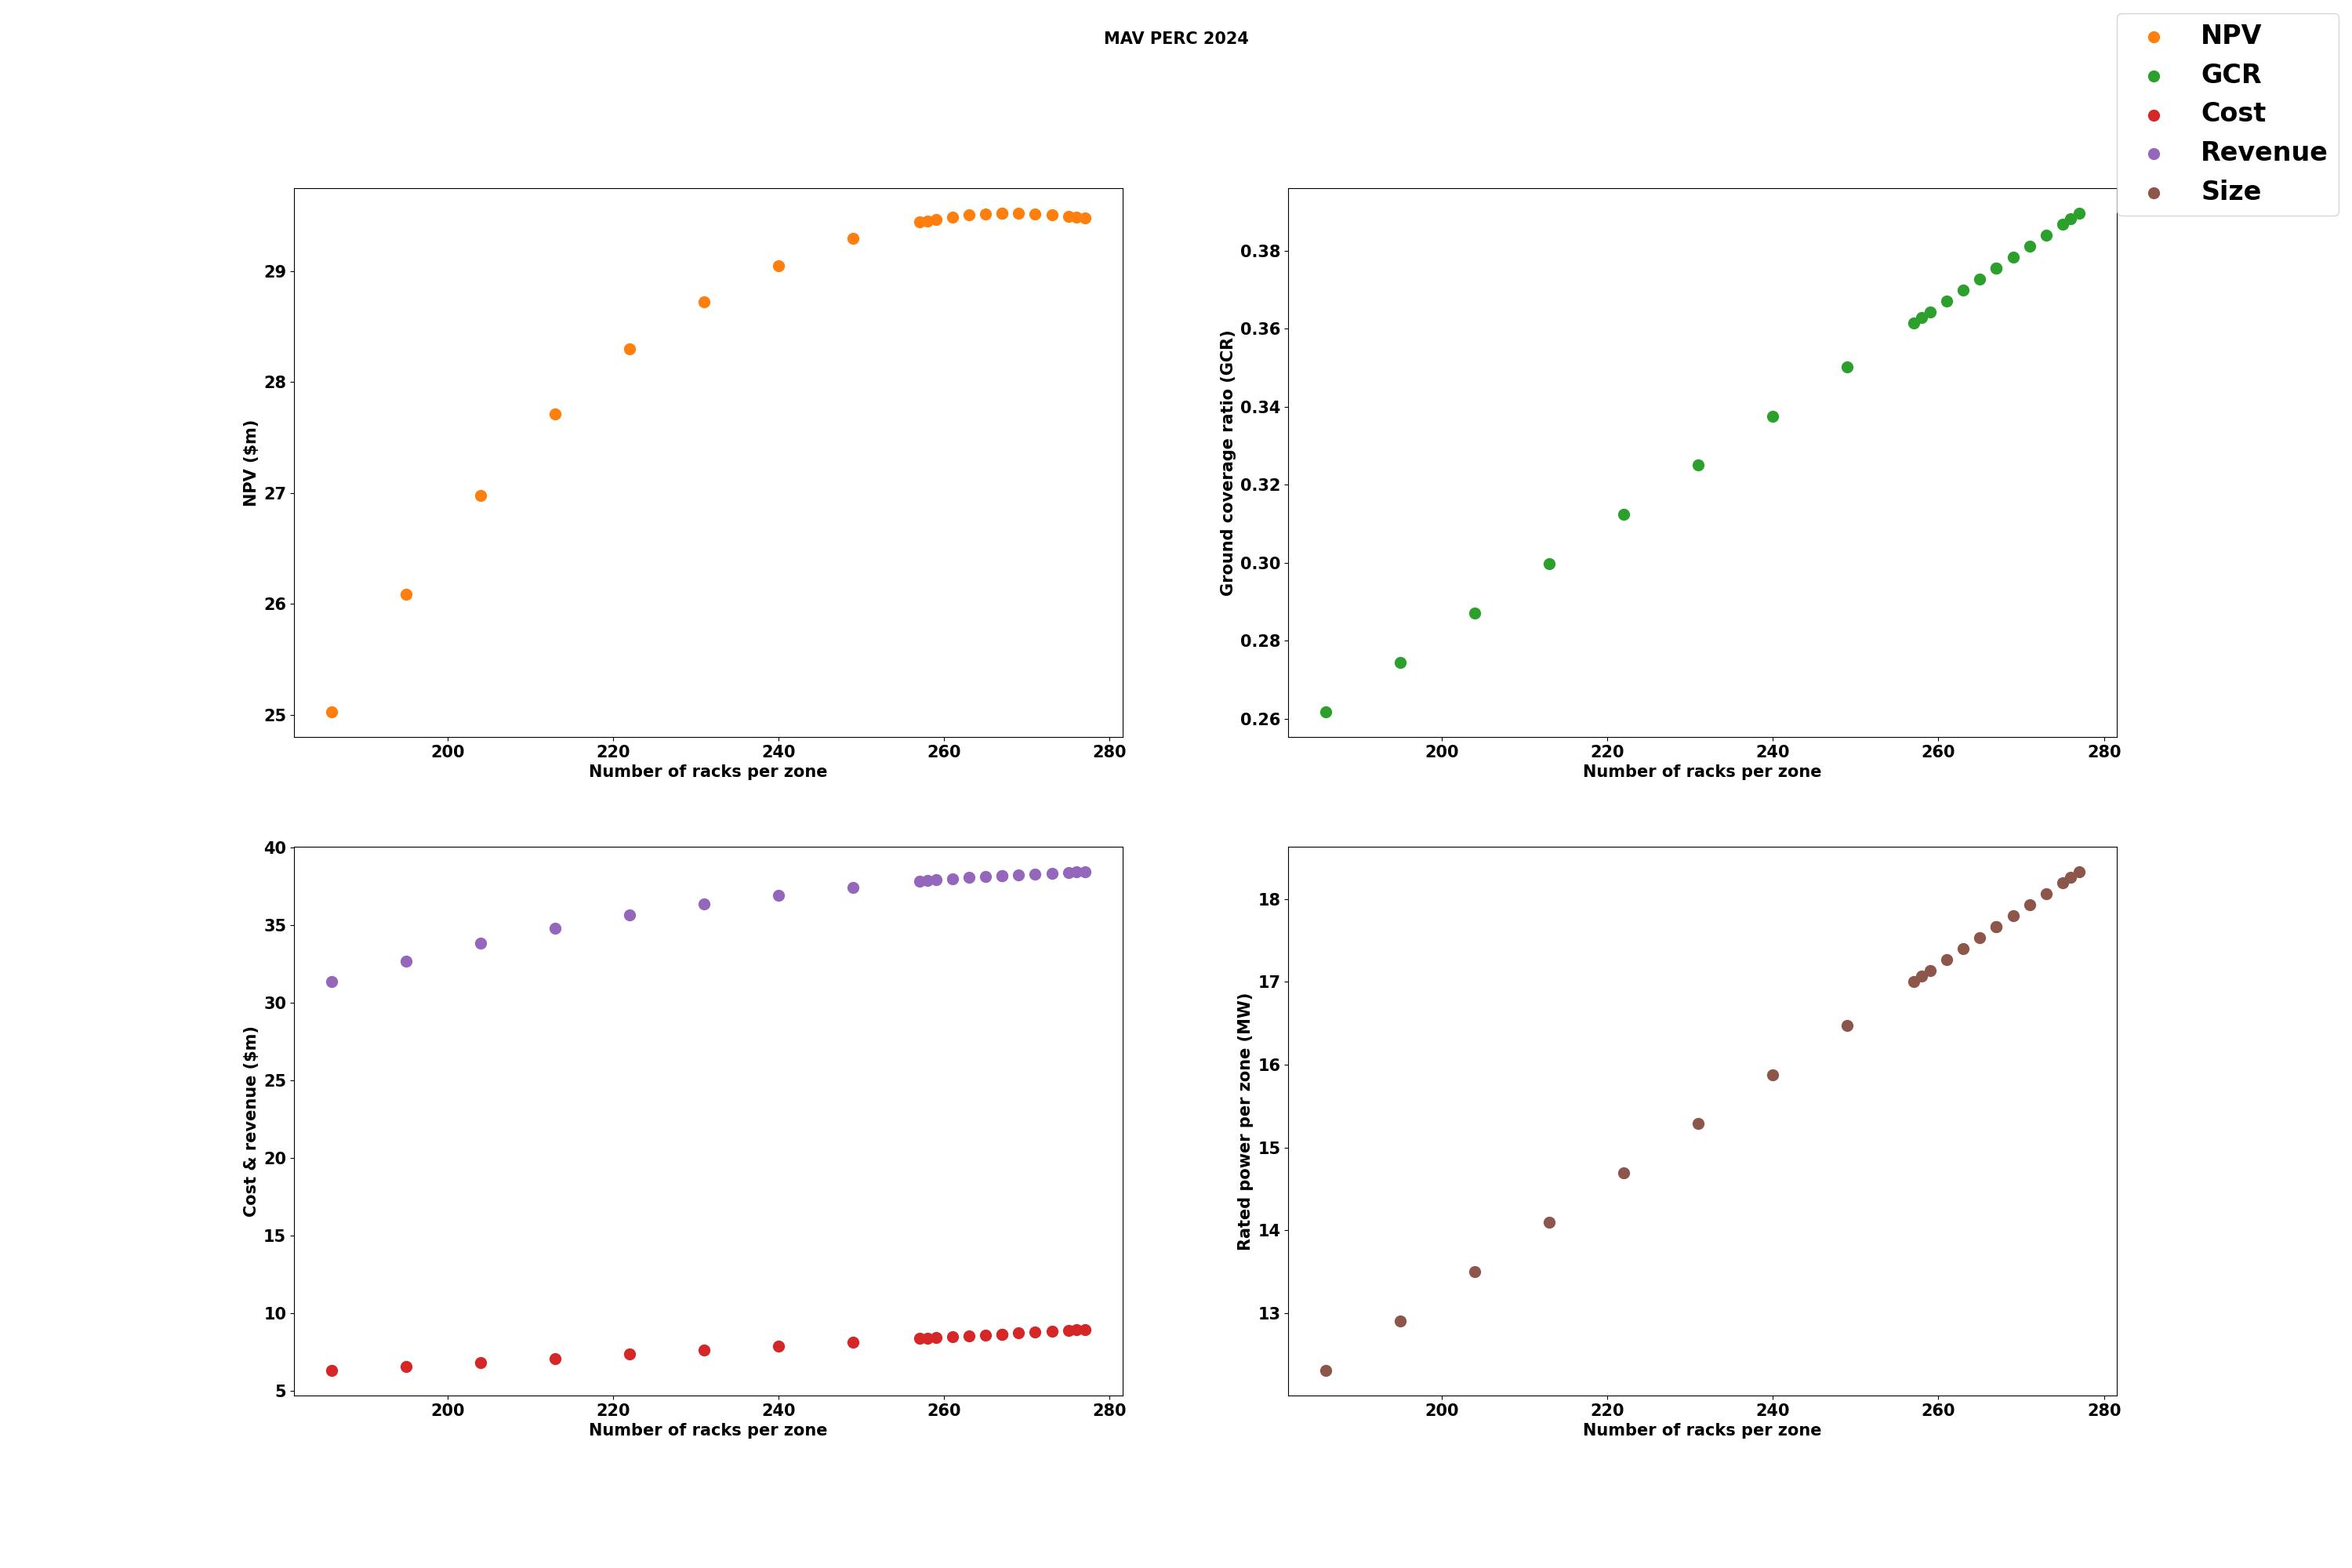 MAV PERC 2024
NPV
GCR
Cost
Revenue
Size
NPV ($m)
29
28
27
26
25
200 220 240 260 280
Number of racks per zone
Ground coverage ratio (GCR)
0.38
0.36
0.34
0.32
0.30
0.28
0.26
200 220 240 260 280
Number of racks per zone
Cost & revenue ($m)
40
35
30
25
20
15
10
5
200 220 240 260 280
Number of racks per zone
Rated power per zone (MW)
18
17
16
15
14
13
200 220 240 260 280
Number of racks per zone